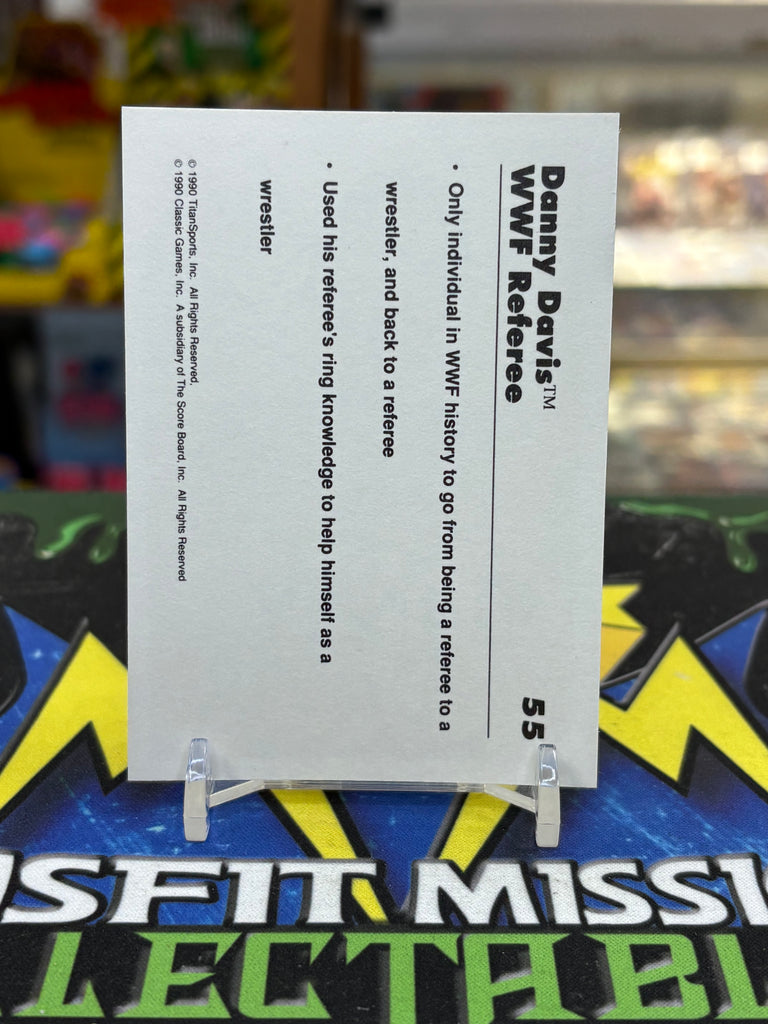 Danny Davis™
WWF Referee 55
• Only individual in WWF history to go from being a referee to a
wrestler, and back to a referee
• Used his referee's ring knowledge to help himself as a
wrestler
© 1990 TitanSports, Inc. All Rights Reserved.
© 1990 Classic Games, Inc. A subsidiary of The Score Board, Inc. All Rights Reserved
ISFIT MISSI
LECTABL